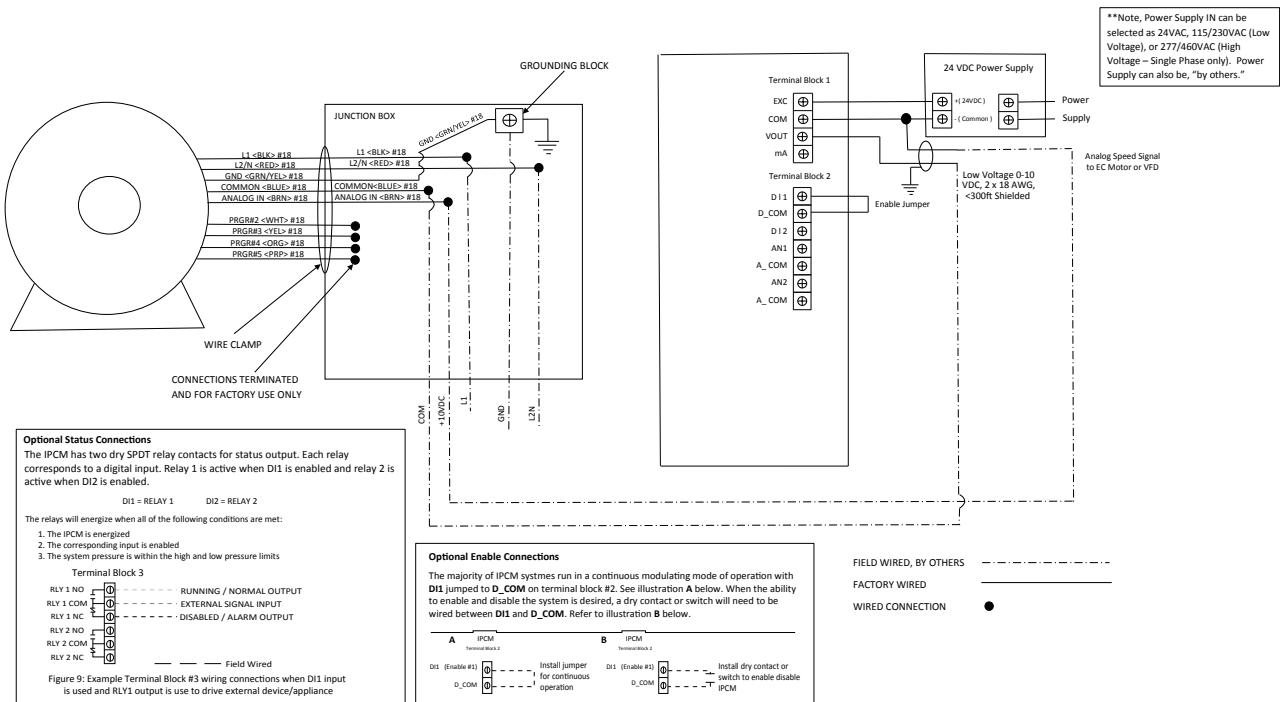 **Note, Power Supply IN can be
selected as 24VAC, 115/230VAC (Low
Voltage), or 277/460VAC (High
Voltage – Single Phase only). Power
Supply can also be, "by others."
GROUNDING BLOCK
JUNCTION BOX
GND <GRN/YEL> #18
L1 <BLK> #18
L2/N <RED> #18
GND <GRN/YEL> #18
COMMON <BLUE> #18
ANALOG IN <BRN> #18
L1 <BLK> #18
L2/N <RED> #18
COMMON<BLUE> #18
ANALOG IN <BRN> #18
PRGR#2 <WHT> #18
PRGR#3 <YEL> #18
PRGR#4 <ORG> #18
PRGR#5 <PRP> #18
WIRE CLAMP
CONNECTIONS TERMINATED
AND FOR FACTORY USE ONLY
COM
+10VDC
L1
GND
L2N
Terminal Block 1
EXC
COM
VOUT
mA
Terminal Block 2
D I 1
D_COM
D I 2
AN1
A_ COM
AN2
A_ COM
Enable Jumper
24 VDC Power Supply
+( 24VDC )
- ( Common )
Power
Supply
Analog Speed Signal
to EC Motor or VFD
Low Voltage 0-10
VDC, 2 x 18 AWG,
<300ft Shielded
Optional Status Connections
The IPCM has two dry SPDT relay contacts for status output. Each relay
corresponds to a digital input. Relay 1 is active when DI1 is enabled and relay 2 is
active when DI2 is enabled.
DI1 = RELAY 1 DI2 = RELAY 2
The relays will energize when all of the following conditions are met:
1. The IPCM is energized
2. The corresponding input is enabled
3. The system pressure is within the high and low pressure limits
Terminal Block 3
RLY 1 NO
RLY 1 COM
RLY 1 NC
RLY 2 NO
RLY 2 COM
RLY 2 NC
RUNNING / NORMAL OUTPUT
EXTERNAL SIGNAL INPUT
DISABLED / ALARM OUTPUT
Field Wired
Figure 9: Example Terminal Block #3 wiring connections when DI1 input
is used and RLY1 output is use to drive external device/appliance
Optional Enable Connections
The majority of IPCM systmes run in a continuous modulating mode of operation with
DI1 jumped to D_COM on terminal block #2. See illustration A below. When the ability
to enable and disable the system is desired, a dry contact or switch will need to be
wired between DI1 and D_COM. Refer to illustration B below.
A IPCM
Terminal Block 2
DI1 (Enable #1)
D_COM
Install jumper
for continuous
operation
B IPCM
Terminal Block 2
DI1 (Enable #1)
D_COM
Install dry contact or
switch to enable disable
IPCM
FIELD WIRED, BY OTHERS
FACTORY WIRED
WIRED CONNECTION